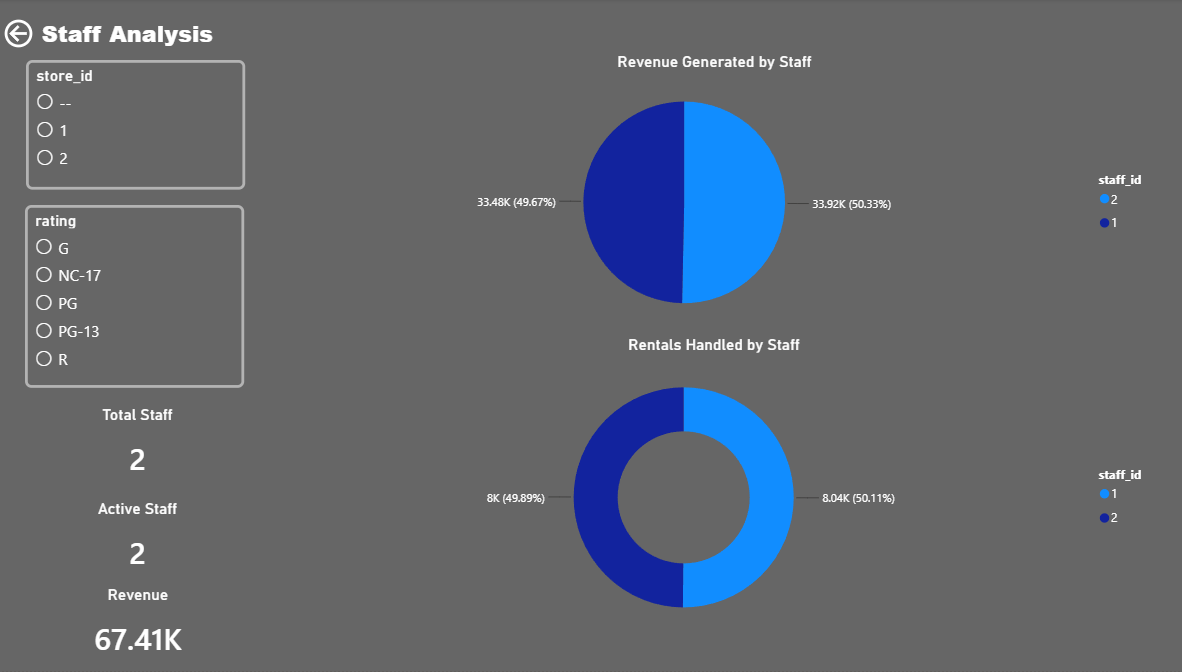 Staff Analysis
store_id
--
1
2
rating
G
NC-17
PG
PG-13
R
Total Staff
2
Active Staff
2
Revenue
67.41K
Revenue Generated by Staff
33.48K (49.67%)
33.92K (50.33%)
staff_id
2
1
Rentals Handled by Staff
8K (49.89%)
8.04K (50.11%)
staff_id
1
2